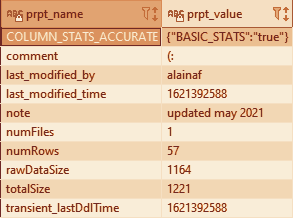 prpt_name prpt_value
COLUMN_STATS_ACCURATE {"BASIC_STATS":"true"}
comment (:
last_modified_by alainaf
last_modified_time 1621392588
note updated may 2021
numFiles 1
numRows 57
rawDataSize 1164
totalSize 1221
transient_lastDdlTime 1621392588